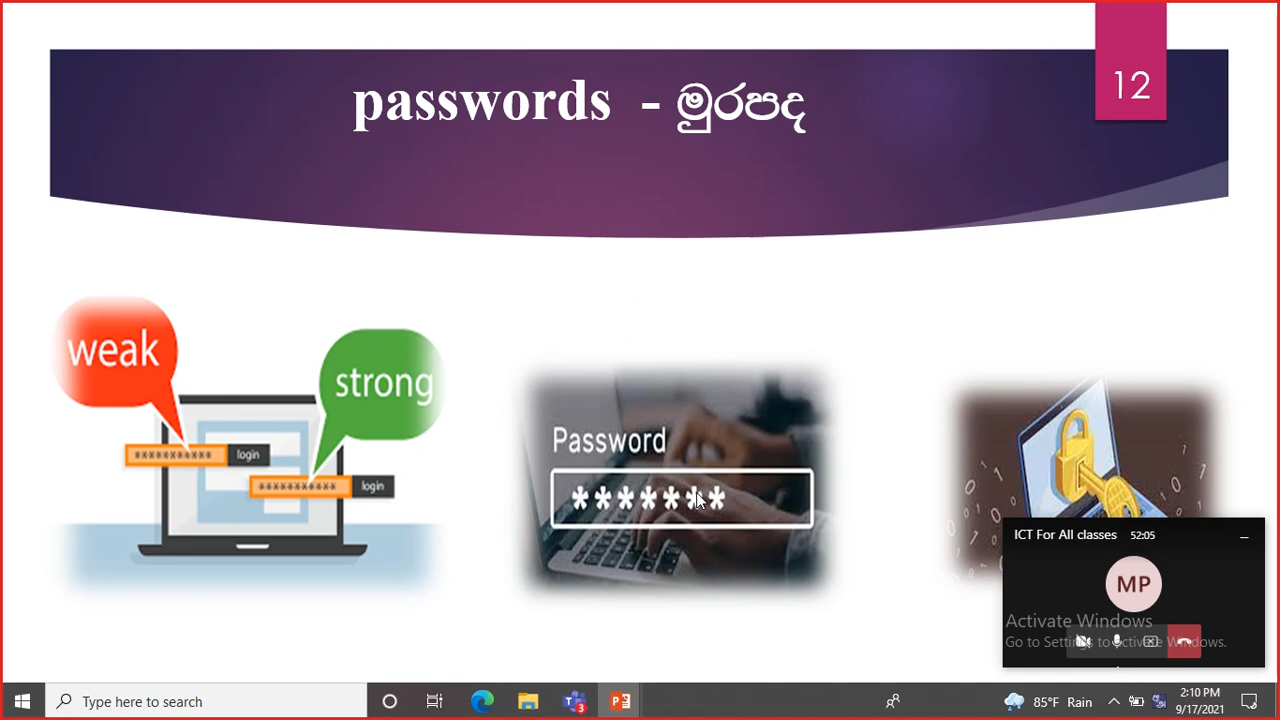 12
passwords - මුරපද
weak
strong
*********** login
*********** login
Password
*******
ICT For All classes 52:05
MP
Activate Windows
Go to Settings to activate Windows.
Type here to search
3
85°F Rain
2:10 PM
9/17/2021